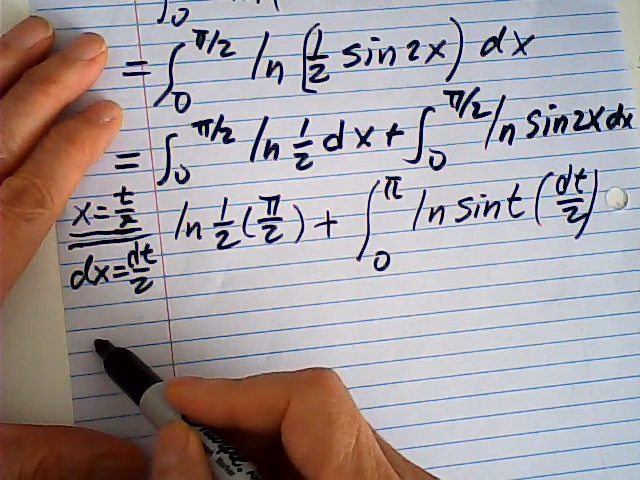 ∫₀
= ∫₀^π/2 ln(1/2 sin 2x) dx
= ∫₀^π/2 ln 1/2 dx + ∫₀^π/2 ln sin 2x dx
x = t/2 ln 1/2 (π/2) + ∫₀^π ln sin t (dt/2)
dx = dt/2